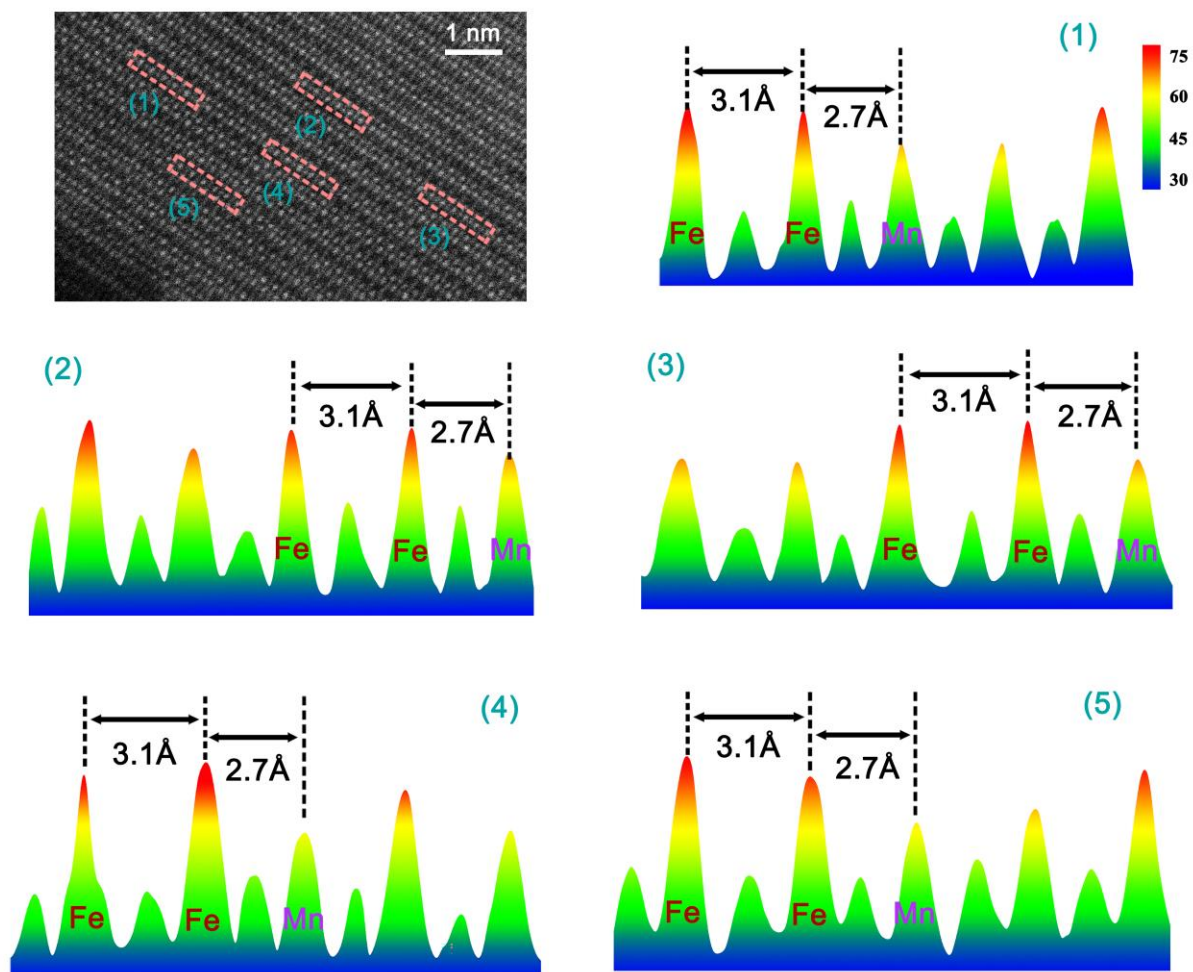 1 nm
(1)
(2)
(3)
(4)
(5)
(1)
3.1Å
2.7Å
Fe
Fe
Mn
75
60
45
30
(2)
3.1Å
2.7Å
Fe
Fe
Mn
(3)
3.1Å
2.7Å
Fe
Fe
Mn
(4)
3.1Å
2.7Å
Fe
Fe
Mn
(5)
3.1Å
2.7Å
Fe
Fe
Mn